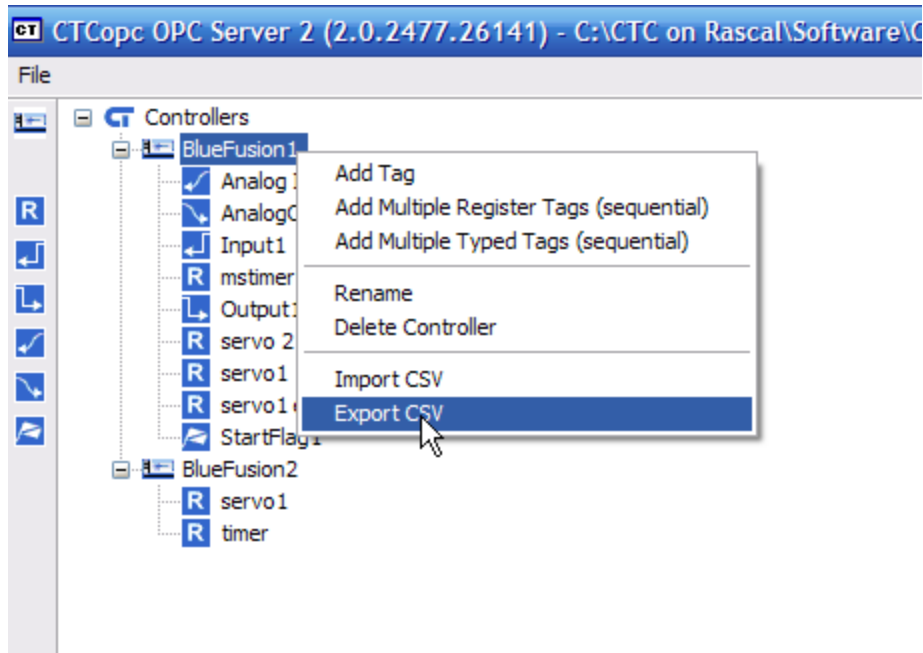 CT CTCopc OPC Server 2 (2.0.2477.26141) - C:\CTC on Rascal\Software\
File
CT Controllers
BlueFusion1
Analog
AnalogO
Input1
R mstimer
Output1
R servo 2
R servo1
R servo1
StartFlag1
BlueFusion2
R servo1
R timer
R
Add Tag
Add Multiple Register Tags (sequential)
Add Multiple Typed Tags (sequential)
Rename
Delete Controller
Import CSV
Export CSV